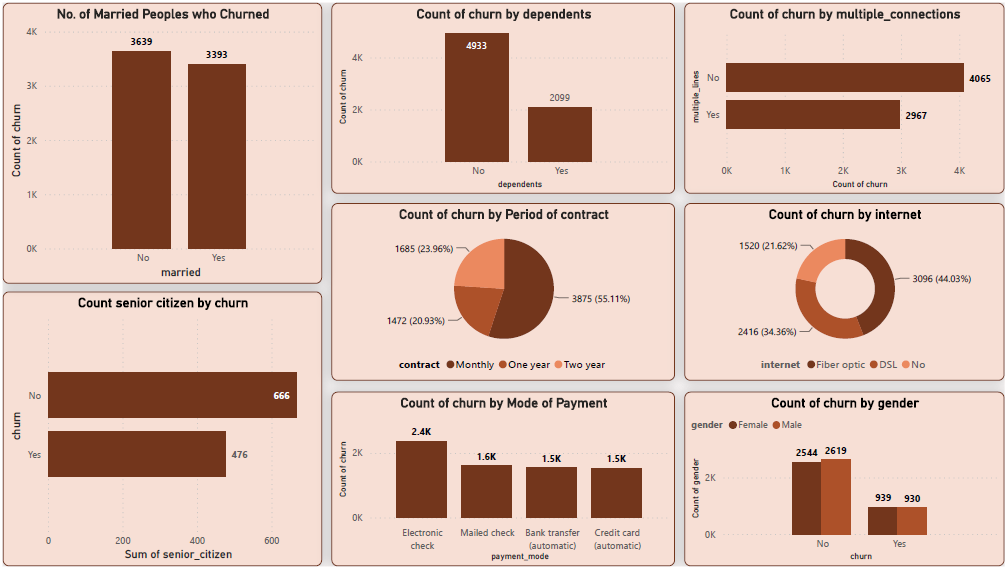 No. of Married Peoples who Churned
4K
3K
2K
1K
0K
Count of churn
3639
3393
No
Yes
married
Count senior citizen by churn
churn
No
Yes
666
476
0
200
400
600
Sum of senior_citizen
Count of churn by dependents
Count of churn
4K
2K
0K
4933
2099
No
Yes
dependents
Count of churn by Period of contract
1685 (23.96%)
3875 (55.11%)
1472 (20.93%)
contract Monthly One year Two year
Count of churn by Mode of Payment
Count of churn
2K
0K
2.4K
1.6K
1.5K
1.5K
Electronic check
Mailed check
Bank transfer (automatic)
Credit card (automatic)
payment_mode
Count of churn by multiple_connections
multiple_lines
No
Yes
4065
2967
0K
1K
2K
3K
4K
Count of churn
Count of churn by internet
1520 (21.62%)
3096 (44.03%)
2416 (34.36%)
internet Fiber optic DSL No
Count of churn by gender
gender Female Male
Count of gender
2K
0K
2544
2619
939
930
No
Yes
churn